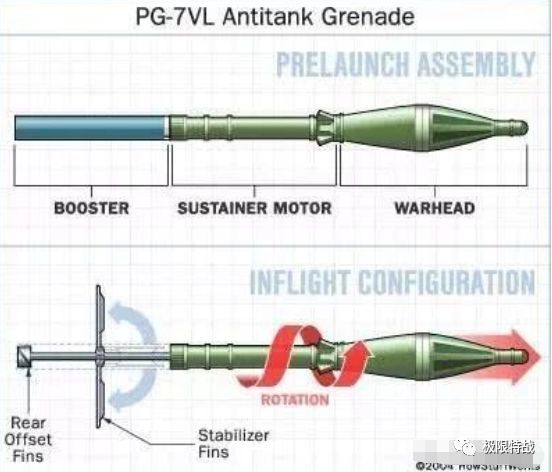 PG-7VL Antitank Grenade
PRELAUNCH ASSEMBLY
BOOSTER
SUSTAINER MOTOR
WARHEAD
INFLIGHT CONFIGURATION
ROTATION
Rear
Offset
Fins
Stabilizer
Fins
极限特战
©2004 HowStuffWorks